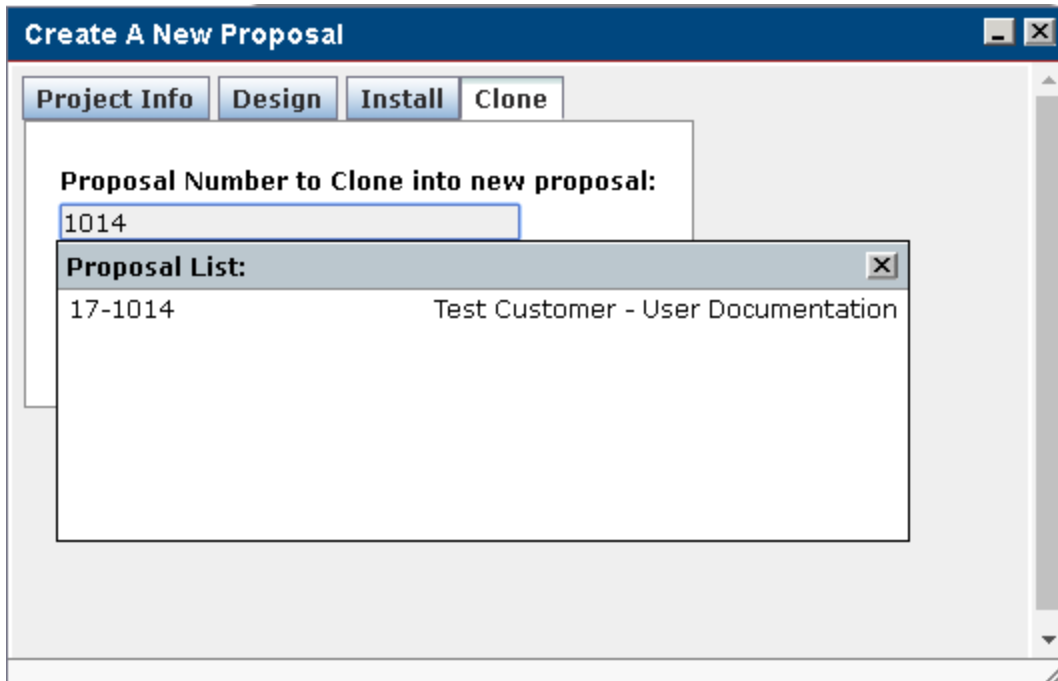 Create A New Proposal
Project Info Design Install Clone
Proposal Number to Clone into new proposal:
1014
Proposal List:
17-1014 Test Customer - User Documentation